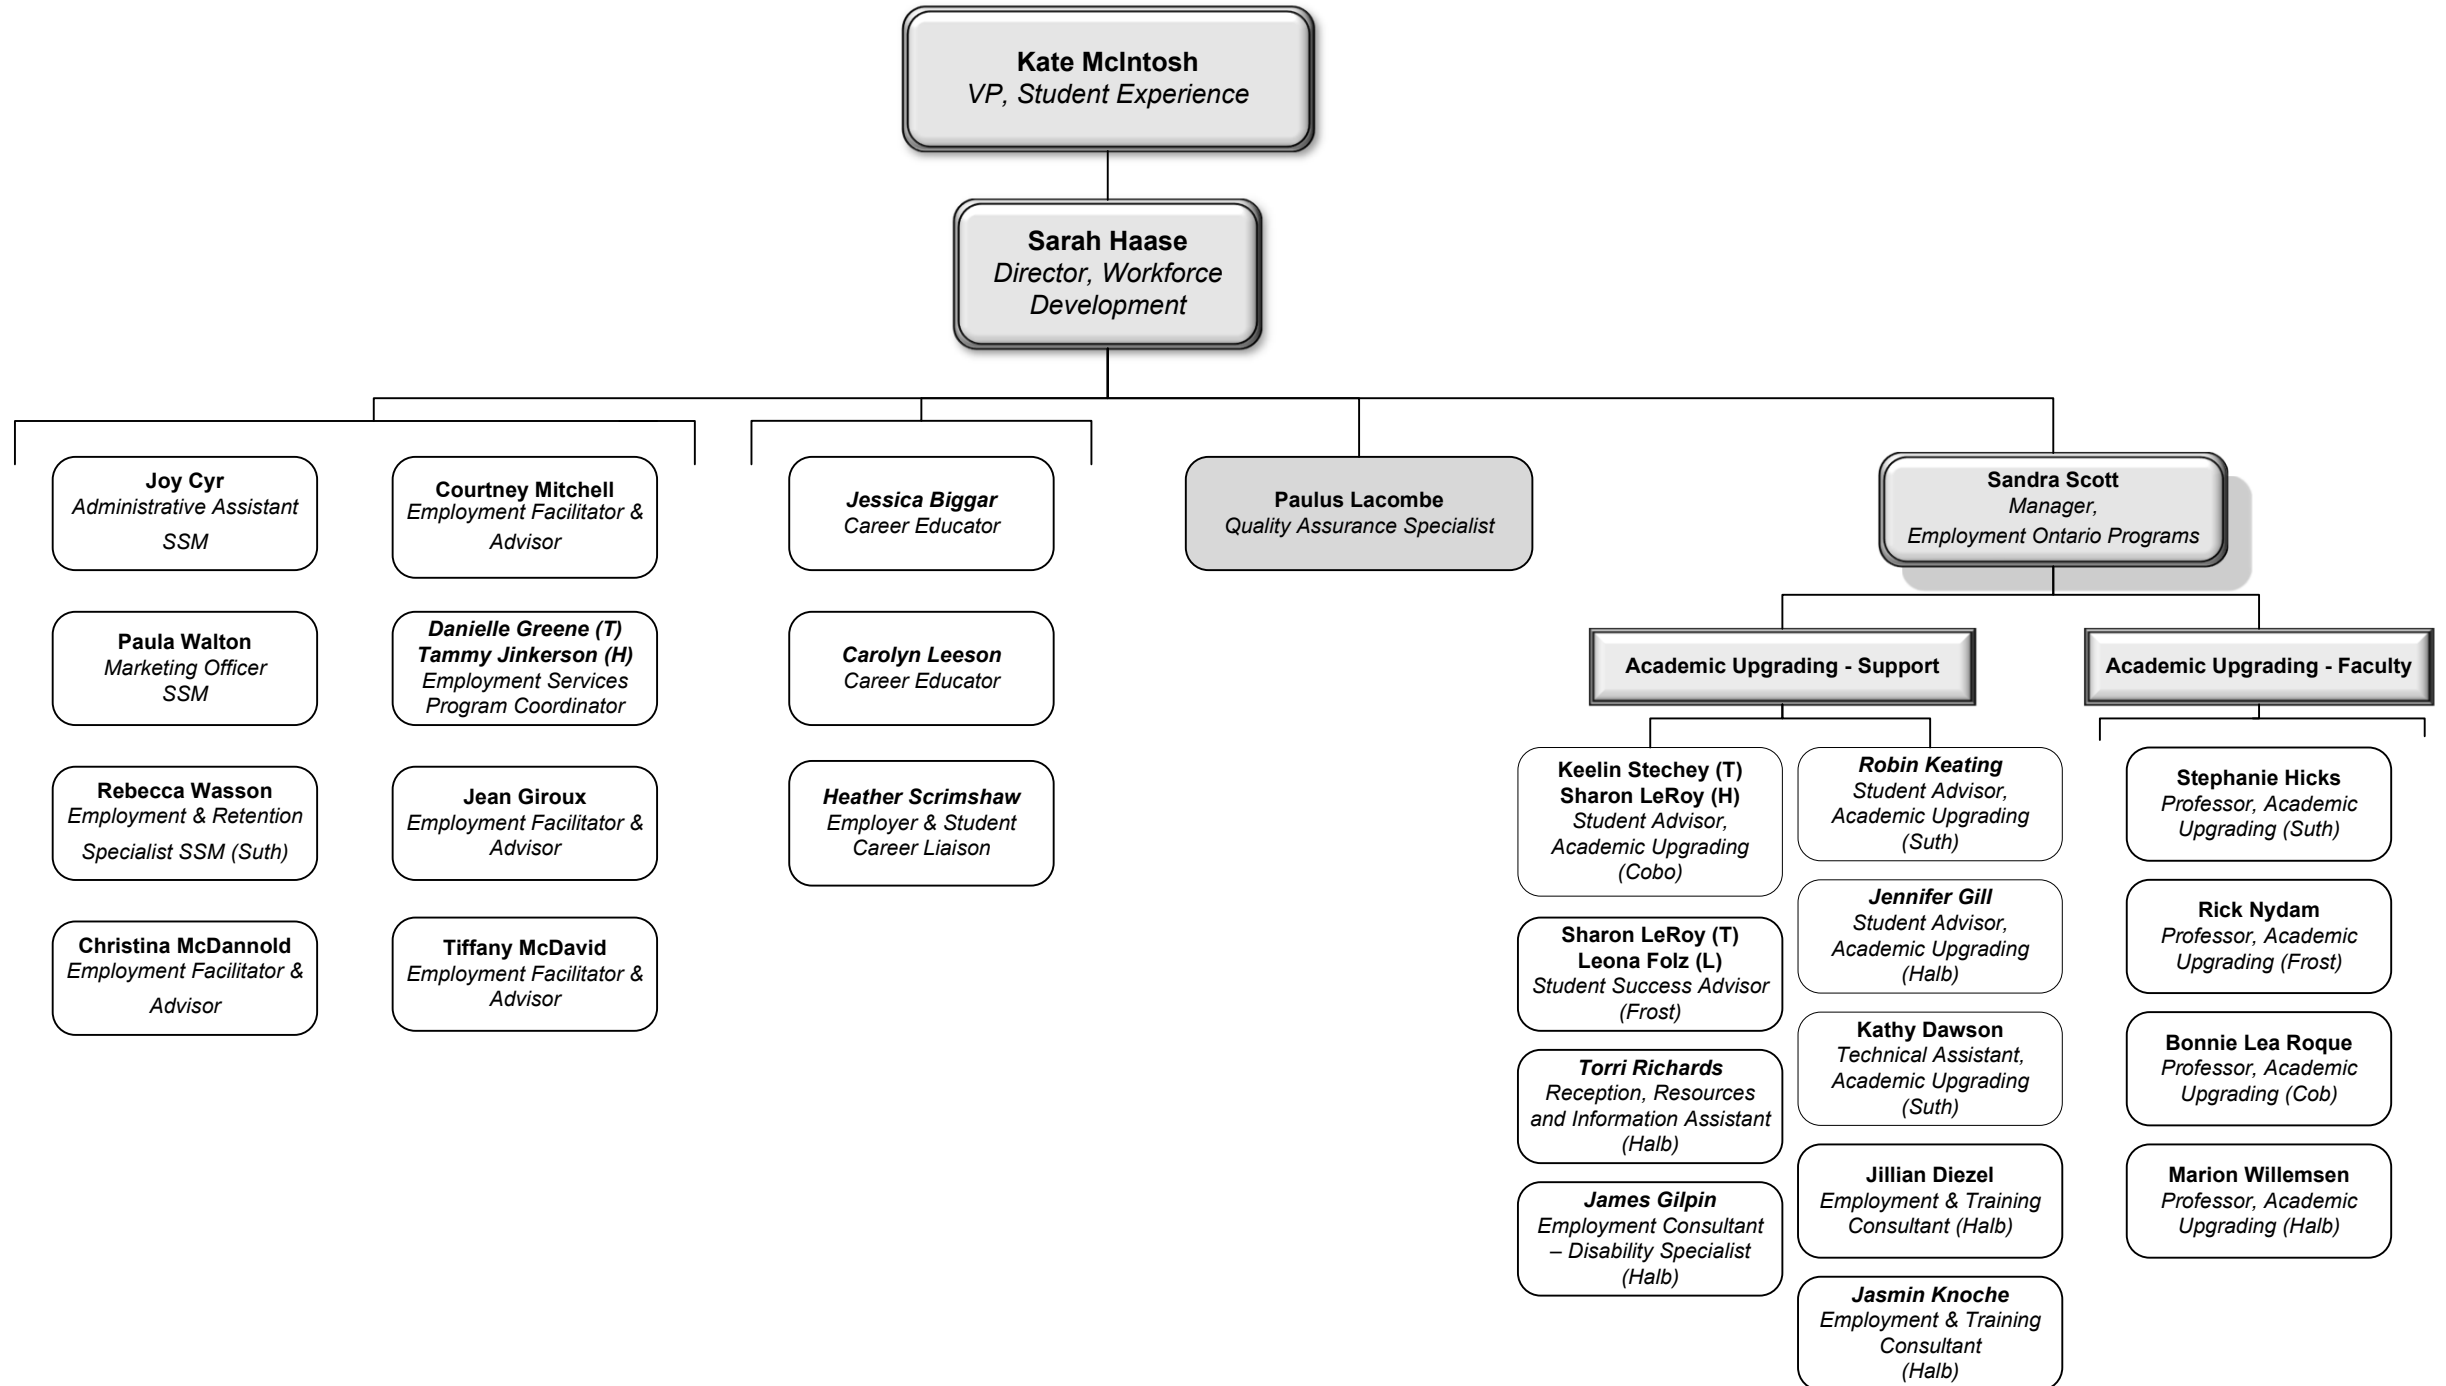 Kate McIntosh
VP, Student Experience
Sarah Haase
Director, Workforce
Development
Joy Cyr
Administrative Assistant
SSM
Paula Walton
Marketing Officer
SSM
Rebecca Wasson
Employment & Retention
Specialist SSM (Suth)
Christina McDannold
Employment Facilitator &
Advisor
Courtney Mitchell
Employment Facilitator &
Advisor
Danielle Greene (T)
Tammy Jinkerson (H)
Employment Services
Program Coordinator
Jean Giroux
Employment Facilitator &
Advisor
Tiffany McDavid
Employment Facilitator &
Advisor
Jessica Biggar
Career Educator
Carolyn Leeson
Career Educator
Heather Scrimshaw
Employer & Student
Career Liaison
Paulus Lacombe
Quality Assurance Specialist
Sandra Scott
Manager,
Employment Ontario Programs
Academic Upgrading - Support
Keelin Stechey (T)
Sharon LeRoy (H)
Student Advisor,
Academic Upgrading
(Cobo)
Sharon LeRoy (T)
Leona Folz (L)
Student Success Advisor
(Frost)
Torri Richards
Reception, Resources
and Information Assistant
(Halb)
James Gilpin
Employment Consultant
– Disability Specialist
(Halb)
Robin Keating
Student Advisor,
Academic Upgrading
(Suth)
Jennifer Gill
Student Advisor,
Academic Upgrading
(Halb)
Kathy Dawson
Technical Assistant,
Academic Upgrading
(Suth)
Jillian Diezel
Employment & Training
Consultant (Halb)
Jasmin Knoche
Employment & Training
Consultant
(Halb)
Academic Upgrading - Faculty
Stephanie Hicks
Professor, Academic
Upgrading (Suth)
Rick Nydam
Professor, Academic
Upgrading (Frost)
Bonnie Lea Roque
Professor, Academic
Upgrading (Cob)
Marion Willemsen
Professor, Academic
Upgrading (Halb)